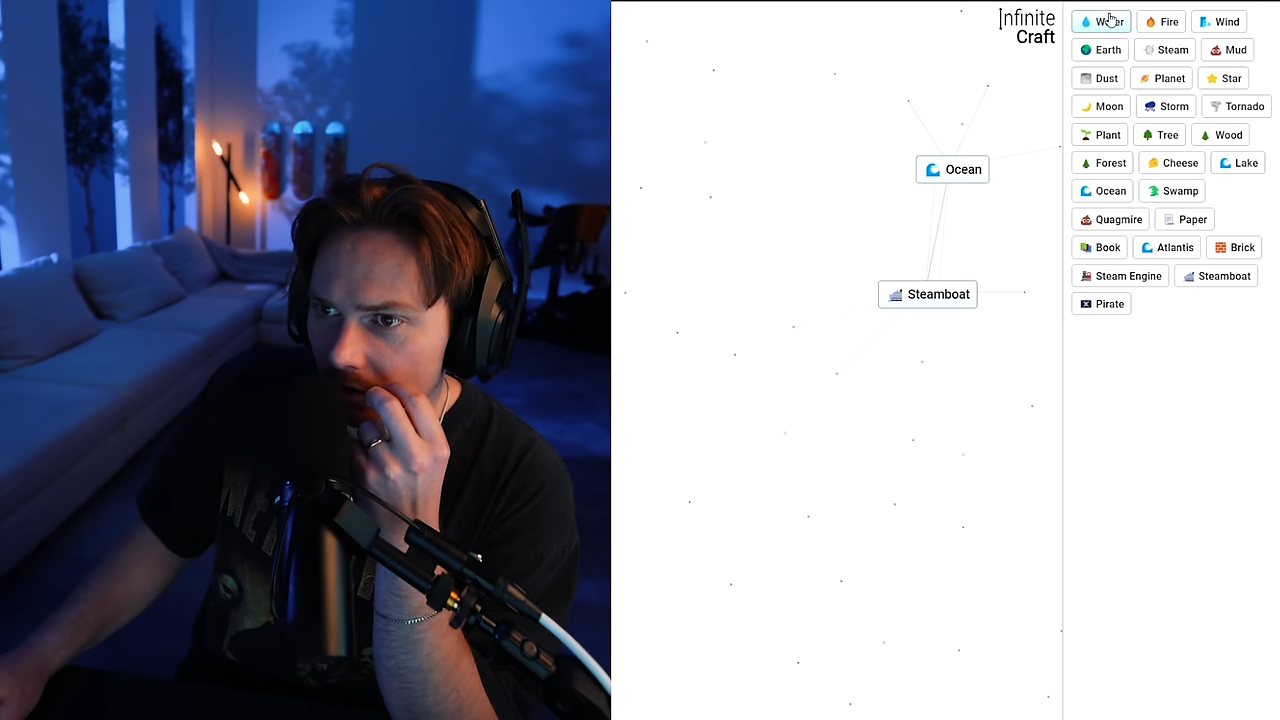 Infinite
Craft
Ocean
Steamboat
Water Fire Wind
Earth Steam Mud
Dust Planet Star
Moon Storm Tornado
Plant Tree Wood
Forest Cheese Lake
Ocean Swamp
Quagmire Paper
Book Atlantis Brick
Steam Engine Steamboat
Pirate